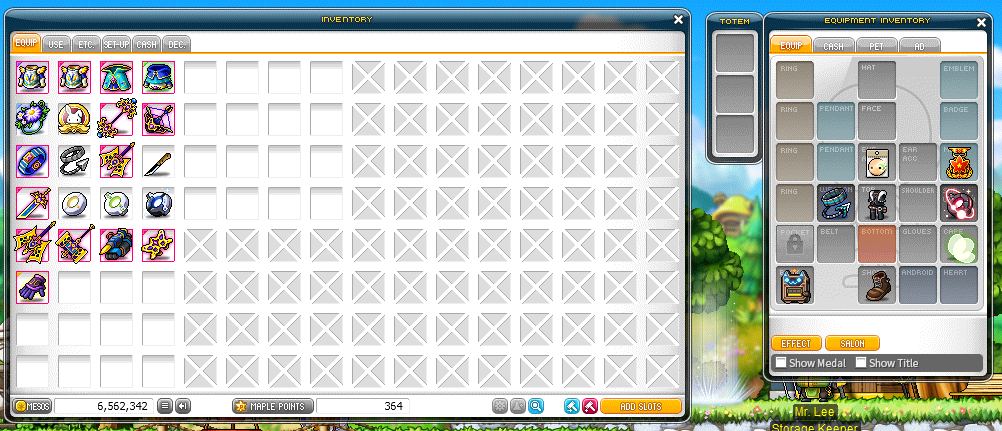 INVENTORY
EQUIP USE ETC. SET-UP CASH DEC.
MESOS 6,562,342 MAPLE POINTS 364 ADD SLOTS
TOTEM
EQUIPMENT INVENTORY
EQUIP CASH PET AD
RING HAT EMBLEM
RING PENDANT FACE BADGE
RING PENDANT EAR
ACC
RING SHOULDER
POCKET BELT BOTTOM GLOVES CAPE
ANDROID HEART
EFFECT SALON
Show Medal Show Title
Mr. Lee
Storage Keeper